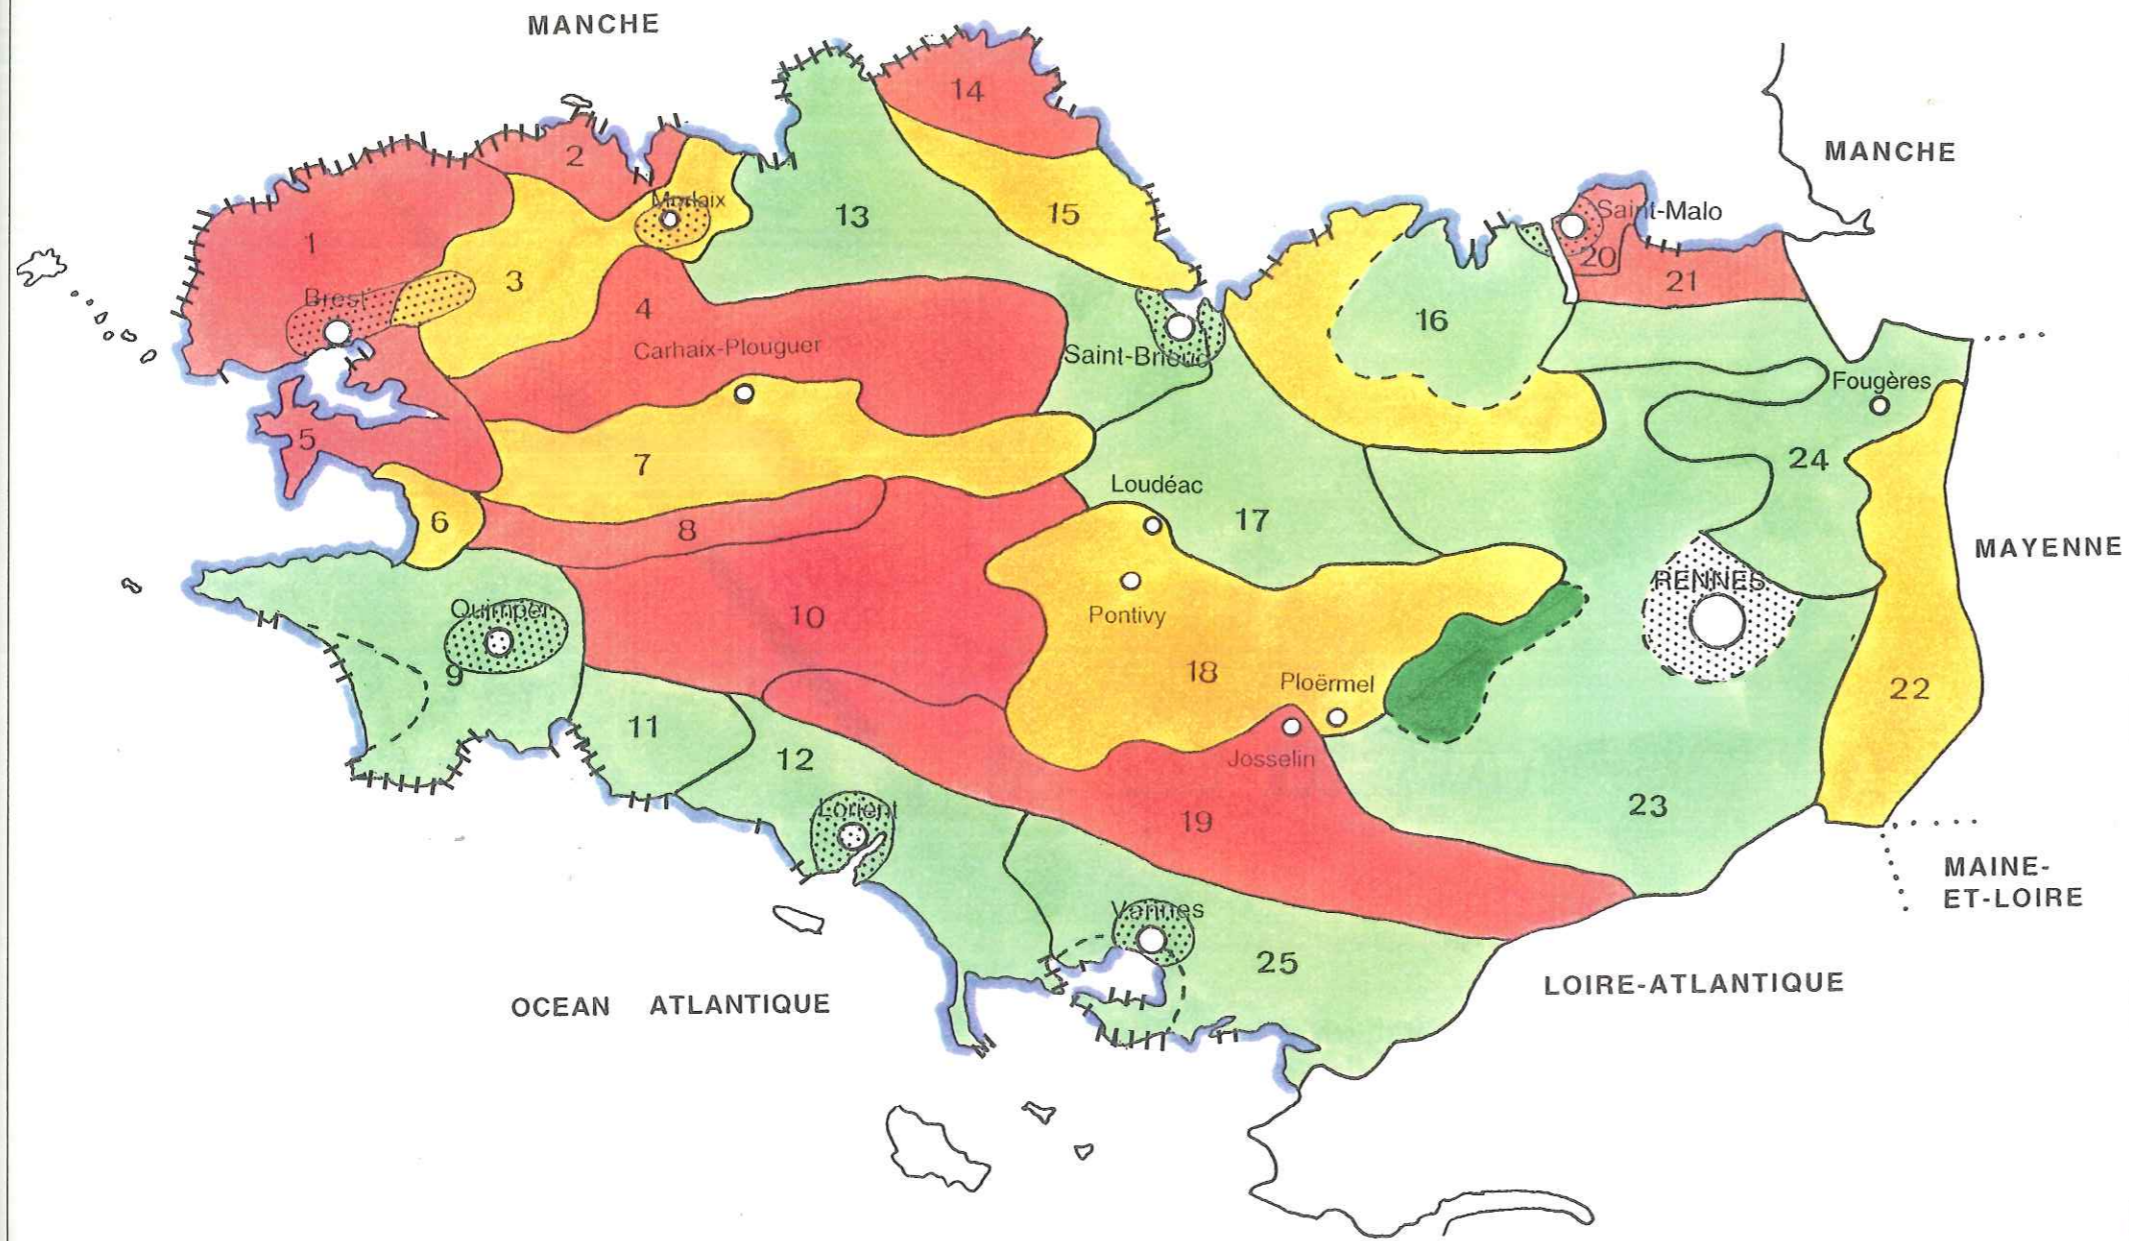 MANCHE
14
MANCHE
2
Morlaix
Saint-Malo
13
15
1
20
3
21
Brest
4
16
Carhaix-Plouguer
Saint-Brieuc
Fougères
5
7
24
Loudéac
6
17
8
MAYENNE
RENNES
Quimper
10
Pontivy
9
18
Ploërmel
22
11
12
Josselin
23
Lorient
19
MAINE-
ET-LOIRE
Vannes
25
LOIRE-ATLANTIQUE
OCEAN ATLANTIQUE